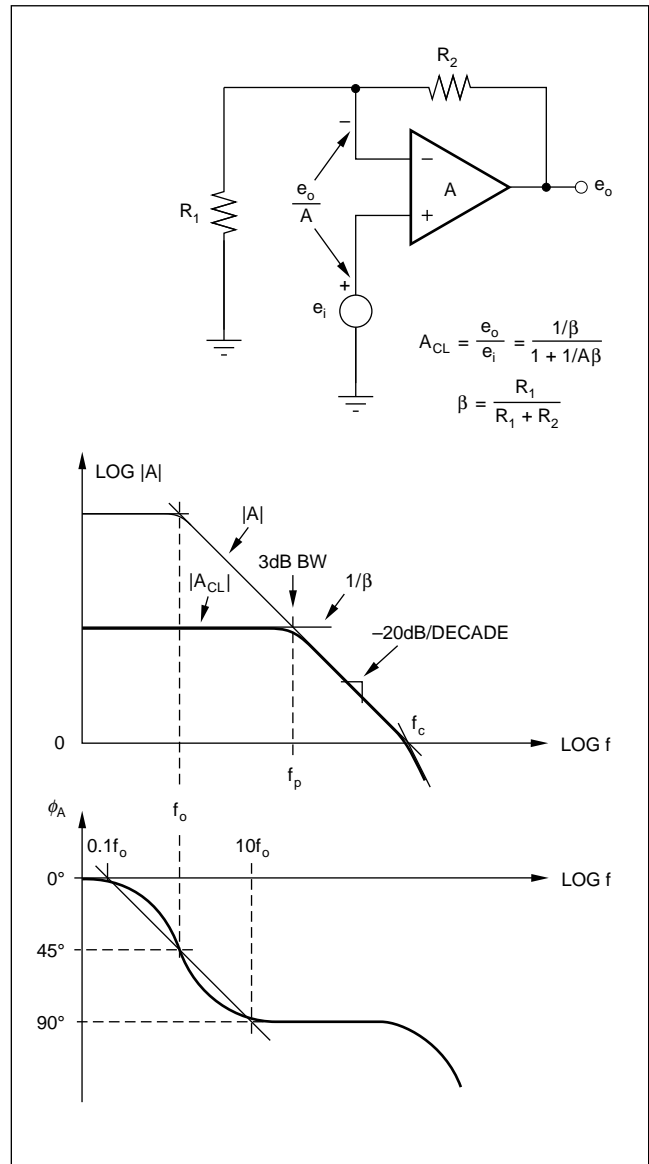 R2
−
−
A
eo
eo/A
R1
+
+
ei
ACL = eo/ei = (1/β)/(1 + 1/Aβ)
β = R1/(R1 + R2)
LOG |A|
|A|
3dB BW
|ACL|
1/β
–20dB/DECADE
fc
0
LOG f
fp
fo
ϕA
0.1fo
10fo
0°
LOG f
45°
90°